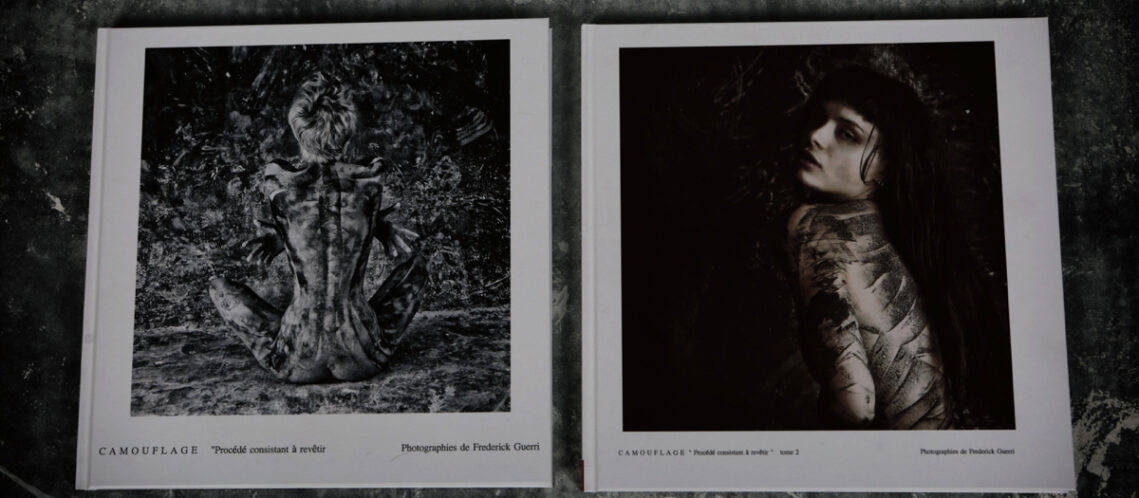 CAMOUFLAGE "Procédé consistant à revêtir
Photographies de Frederick Guerri
CAMOUFLAGE " Procédé consistant à revêtir " tome 2
Photographies de Frederick Guerri